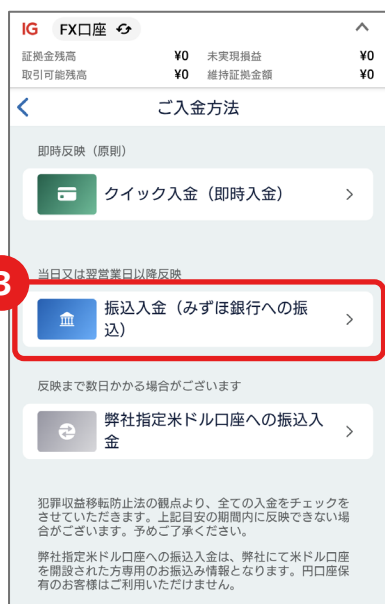 IG FX口座
証拠金残高 ¥0 未実現損益 ¥0
取引可能残高 ¥0 維持証拠金額 ¥0
ご入金方法
即時反映（原則）
クイック入金（即時入金）
当日又は翌営業日以降反映
3
振込入金（みずほ銀行への振
込）
反映まで数日かかる場合がございます
弊社指定米ドル口座への振込入
金
犯罪収益移転防止法の観点より、全ての入金をチェックを
させていただきます。上記目安の期間内に反映できない場
合がございます。予めご了承ください。
弊社指定米ドル口座への振込入金は、弊社にて米ドル口座
を開設された方専用のお振込み情報となります。円口座保
有のお客様はご利用いただけません。